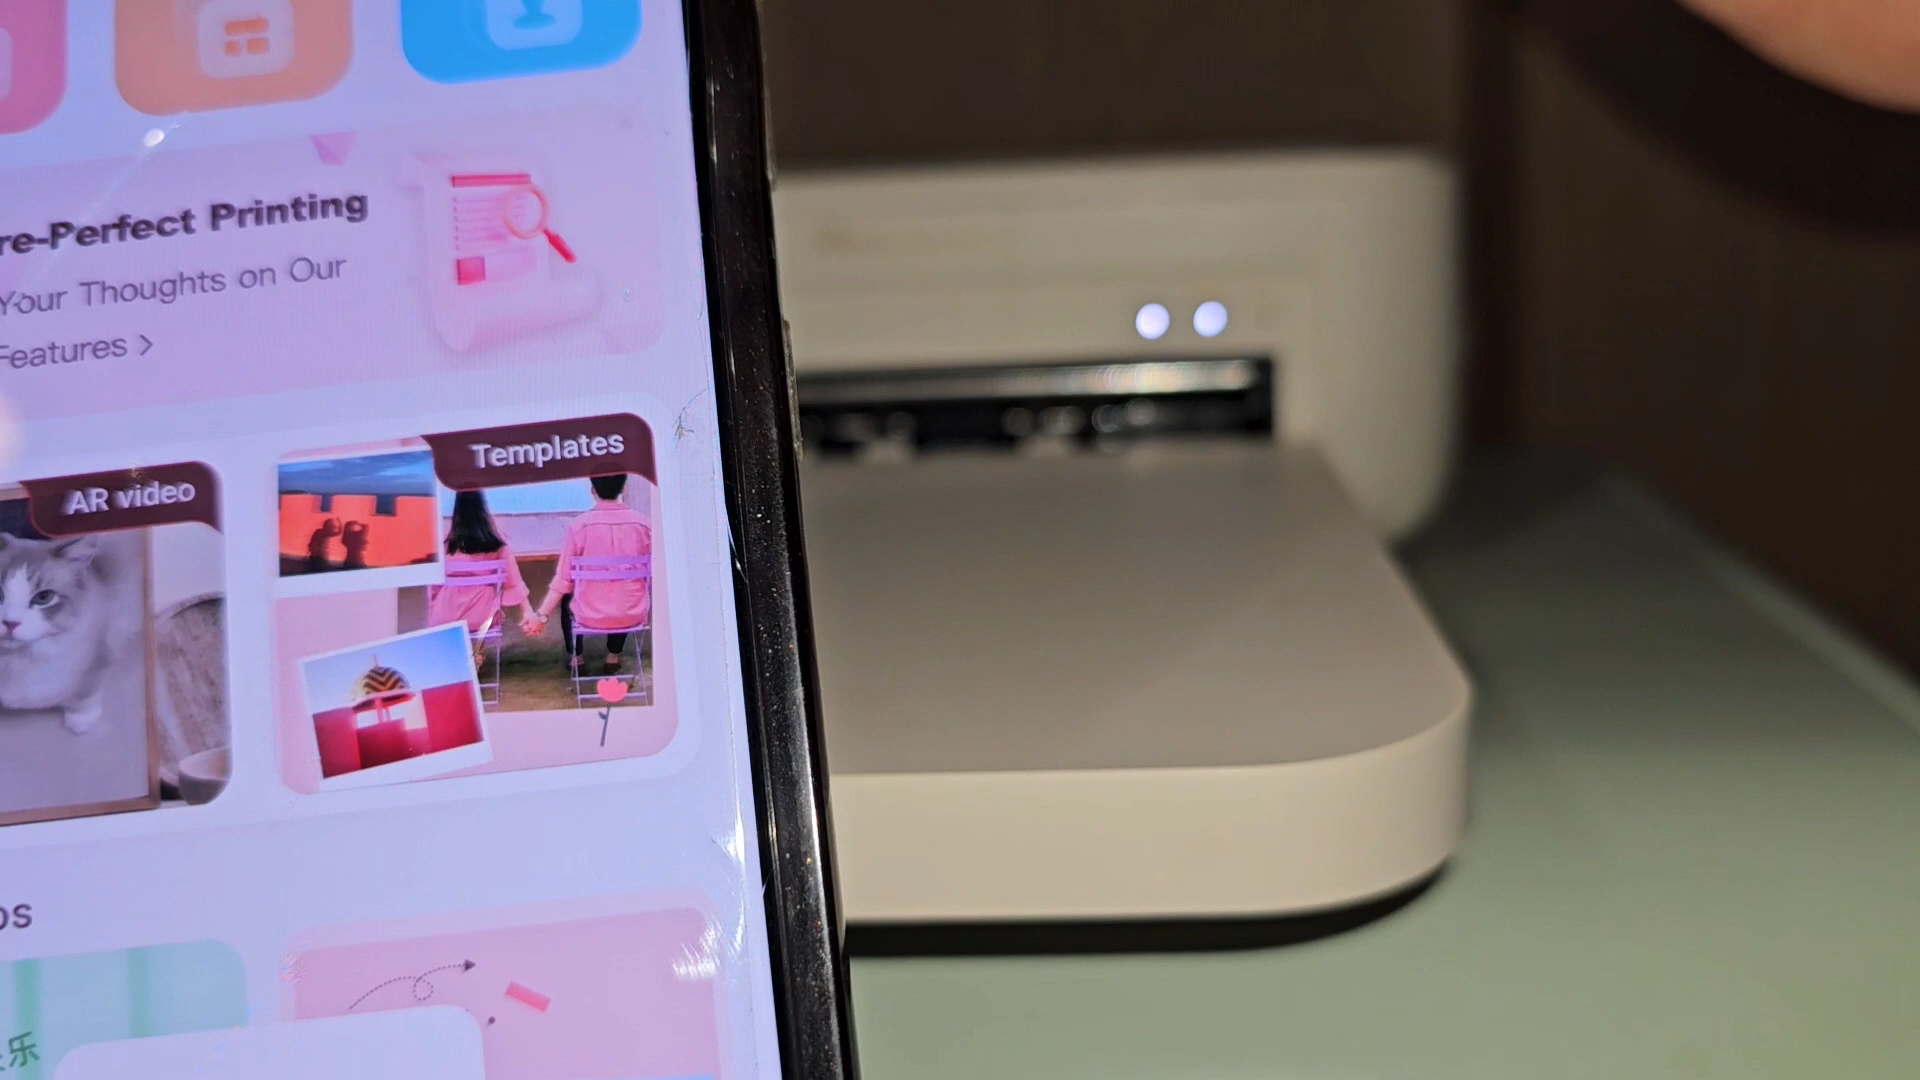 re-Perfect Printing
Your Thoughts on Our
Features >
AR video
Templates
os
乐